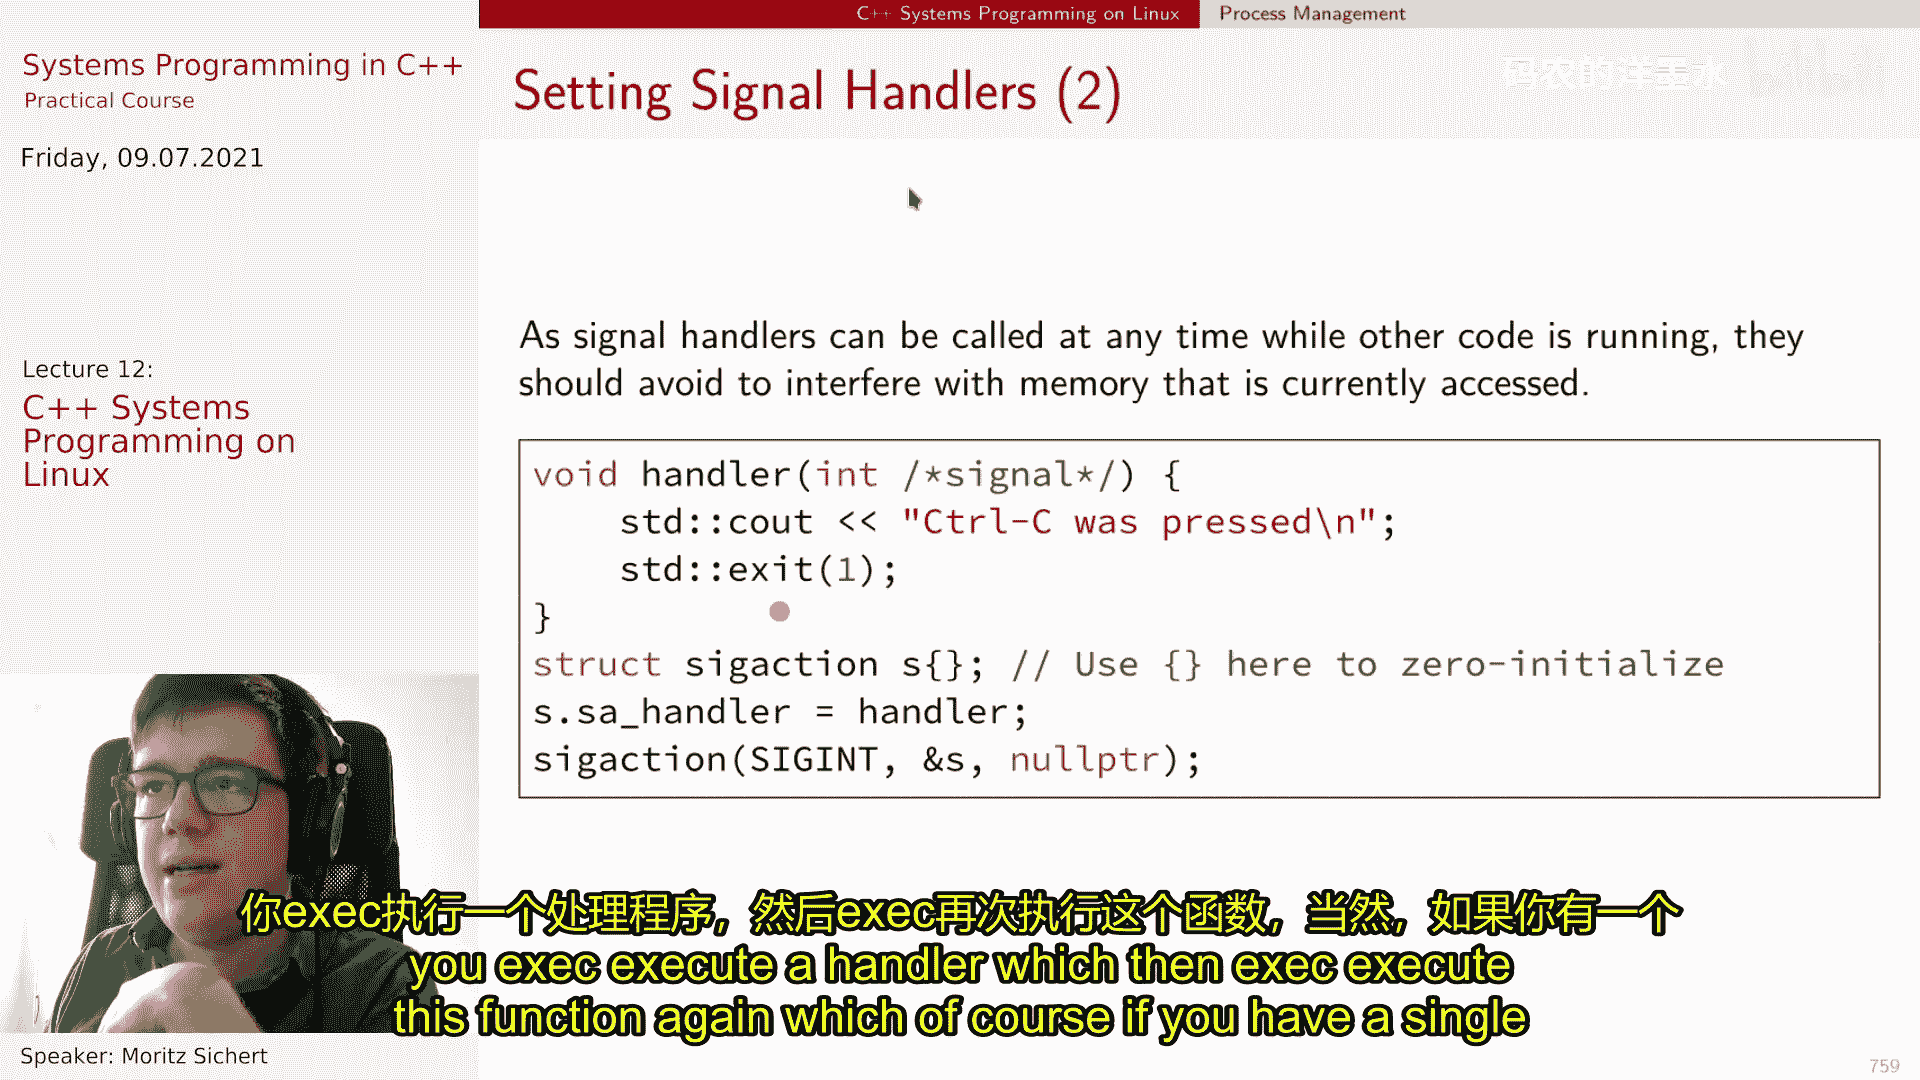 C++ Systems Programming on Linux
Process Management
Systems Programming in C++
Practical Course
Friday, 09.07.2021
Setting Signal Handlers (2)
码农的洋墨水
Lecture 12:
C++ Systems
Programming on
Linux
As signal handlers can be called at any time while other code is running, they
should avoid to interfere with memory that is currently accessed.
void handler(int /*signal*/) {
    std::cout << "Ctrl-C was pressed\n";
    std::exit(1);
}
struct sigaction s{}; // Use {} here to zero-initialize
s.sa_handler = handler;
sigaction(SIGINT, &s, nullptr);
你exec执行一个处理程序，然后exec再次执行这个函数，当然，如果你有一个
you exec execute a handler which then exec execute
this function again which of course if you have a single
Speaker: Moritz Sichert
759